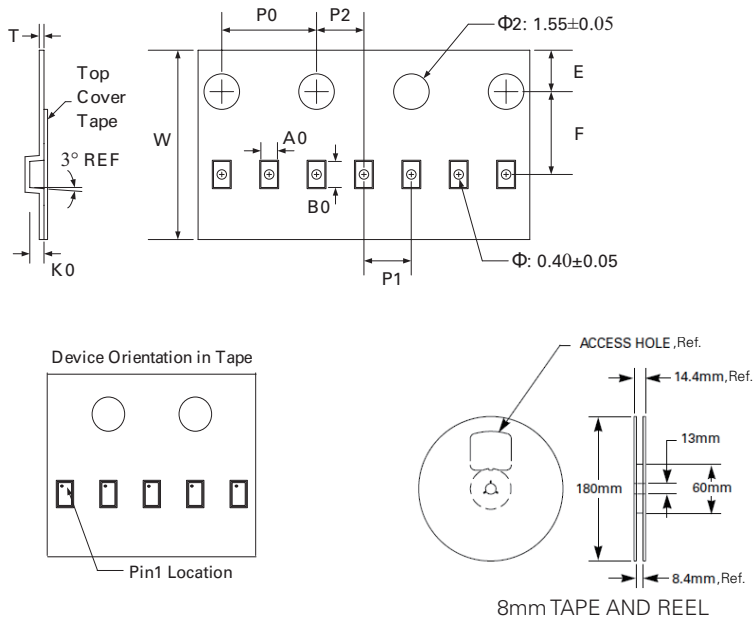 P0
P2
Φ2: 1.55±0.05
T
E
Top
Cover
Tape
W
F
A0
3° REF
B0
K0
P1
Φ: 0.40±0.05
Device Orientation in Tape
Pin1 Location
ACCESS HOLE,Ref.
14.4mm,Ref.
13mm
180mm
60mm
8.4mm,Ref.
8mm TAPE AND REEL